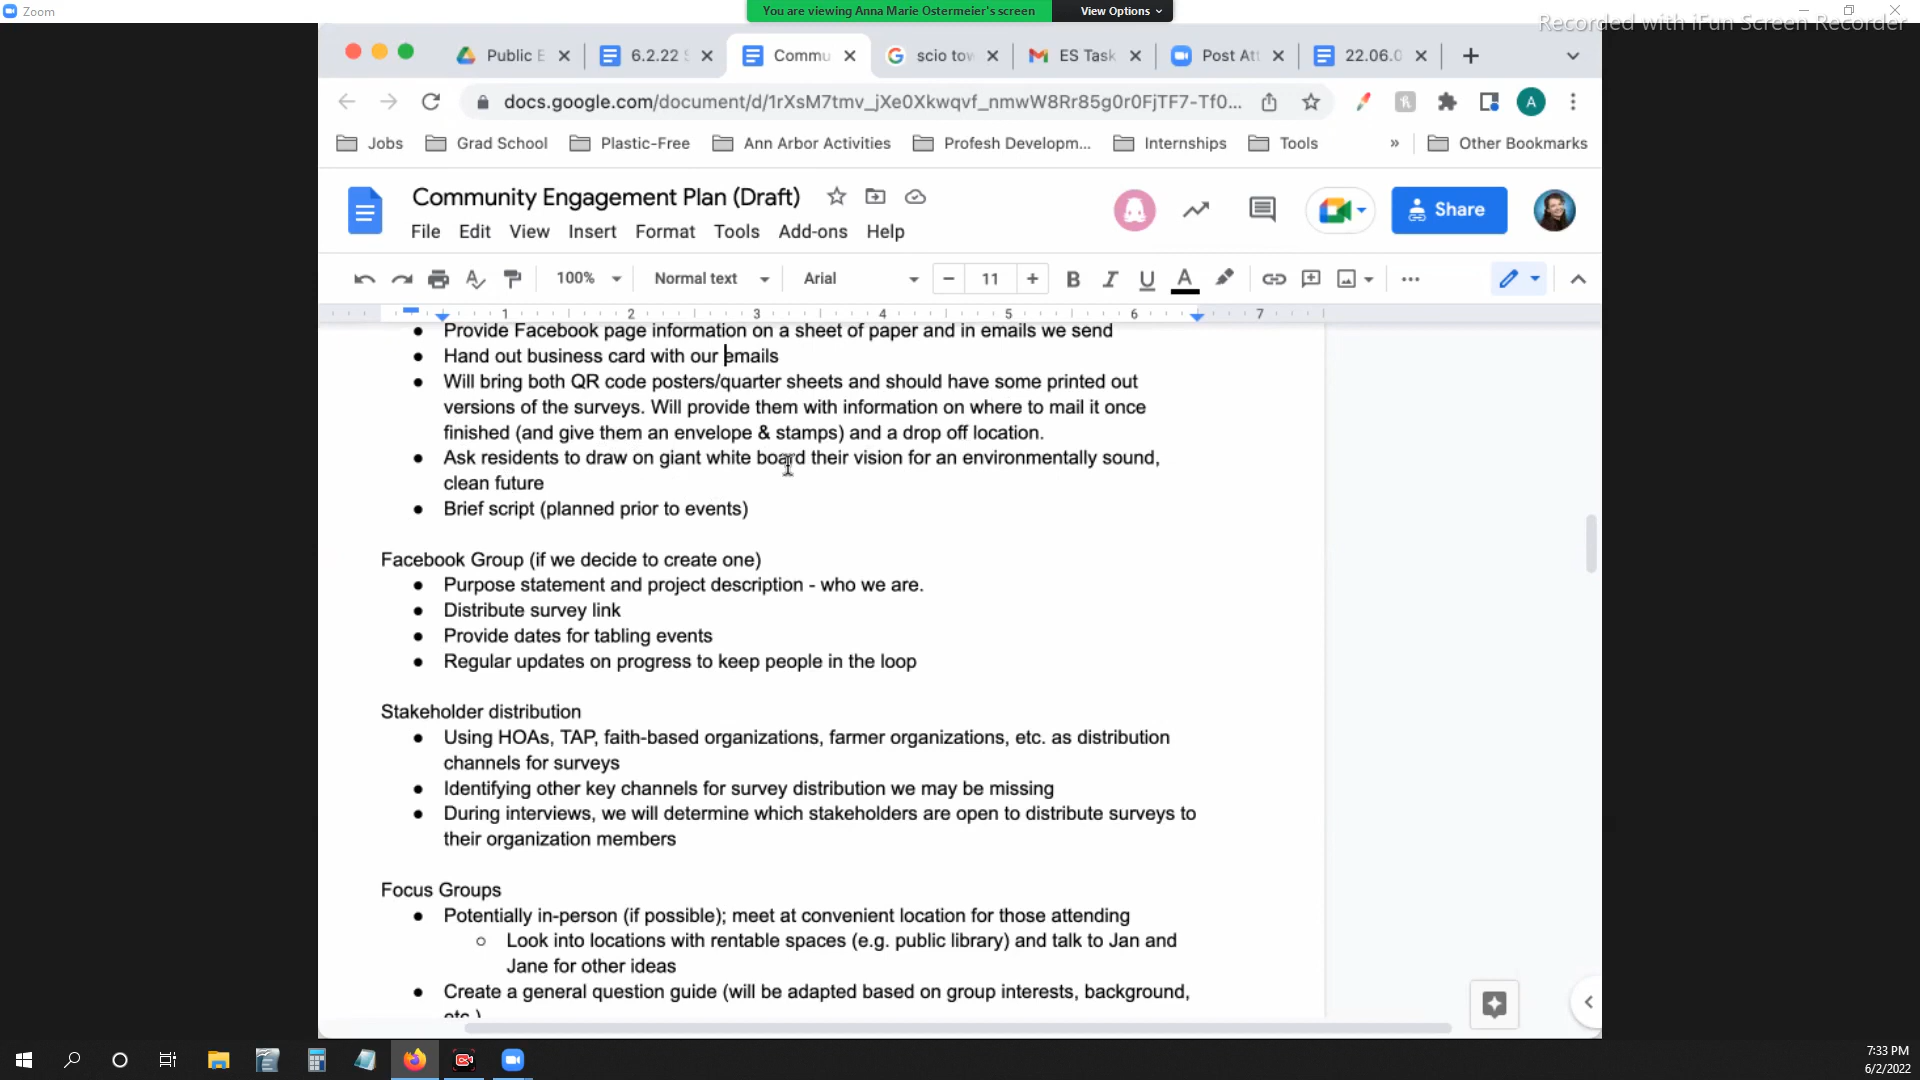 Zoom
You are viewing Anna Marie Ostermeier's screen
View Options
Recorded with iFun Screen Recorder
Public E
6.2.22 S
Commu
scio tow
ES Task
Post Att
22.06.0
docs.google.com/document/d/1rXsM7tmv_jXe0Xkwqvf_nmwW8Rr85g0r0FjTF7-Tf0...
A
Jobs
Grad School
Plastic-Free
Ann Arbor Activities
Profesh Developm...
Internships
Tools
»
Other Bookmarks
Community Engagement Plan (Draft)
File Edit View Insert Format Tools Add-ons Help
Share
100% Normal text Arial 11 B I U A
1 2 3 4 5 6 7
● Provide Facebook page information on a sheet of paper and in emails we send
● Hand out business card with our emails
● Will bring both QR code posters/quarter sheets and should have some printed out
versions of the surveys. Will provide them with information on where to mail it once
finished (and give them an envelope & stamps) and a drop off location.
● Ask residents to draw on giant white board their vision for an environmentally sound,
clean future
● Brief script (planned prior to events)
Facebook Group (if we decide to create one)
● Purpose statement and project description - who we are.
● Distribute survey link
● Provide dates for tabling events
● Regular updates on progress to keep people in the loop
Stakeholder distribution
● Using HOAs, TAP, faith-based organizations, farmer organizations, etc. as distribution
channels for surveys
● Identifying other key channels for survey distribution we may be missing
● During interviews, we will determine which stakeholders are open to distribute surveys to
their organization members
Focus Groups
● Potentially in-person (if possible); meet at convenient location for those attending
○ Look into locations with rentable spaces (e.g. public library) and talk to Jan and
Jane for other ideas
● Create a general question guide (will be adapted based on group interests, background,
etc.)
7:33 PM
6/2/2022